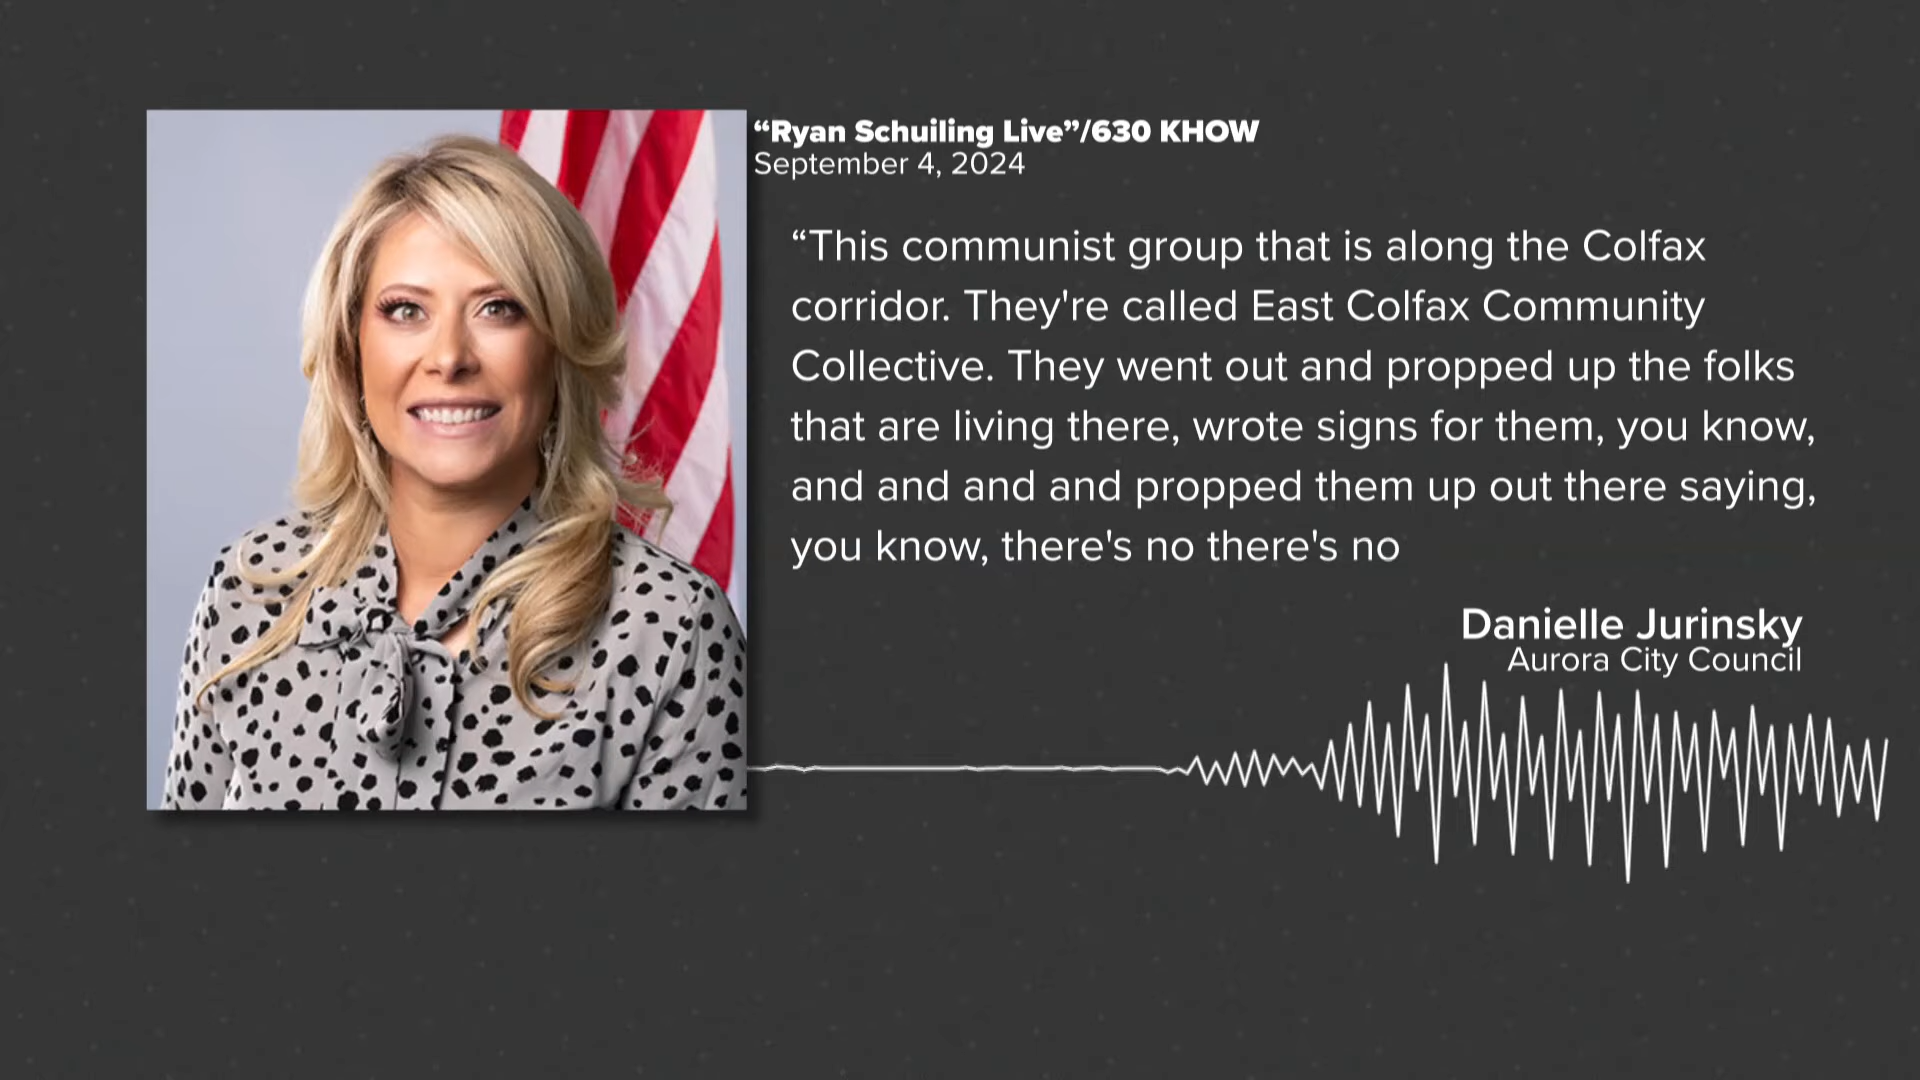 “Ryan Schuiling Live”/630 KHOW
September 4, 2024
“This communist group that is along the Colfax
corridor. They're called East Colfax Community
Collective. They went out and propped up the folks
that are living there, wrote signs for them, you know,
and and and and propped them up out there saying,
you know, there's no there's no
Danielle Jurinsky
Aurora City Council